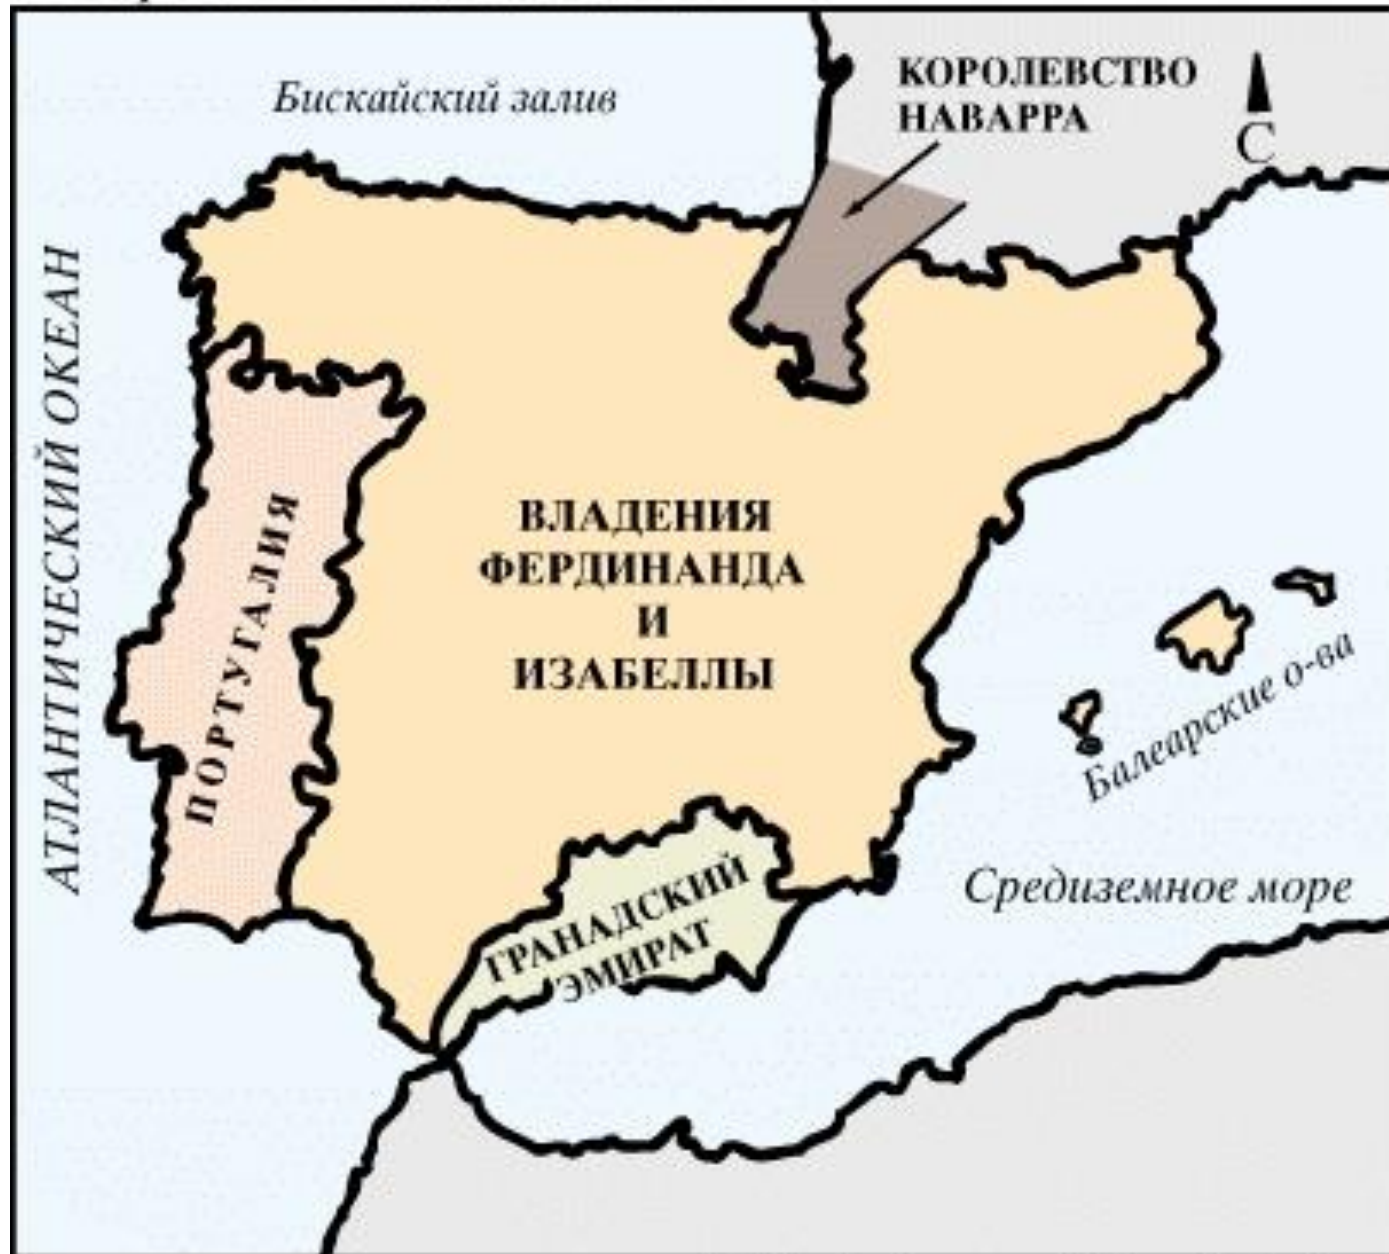 Бискайский залив
КОРОЛЕВСТВО
НАВАРРА
С
АТЛАНТИЧЕСКИЙ ОКЕАН
ПОРТУГАЛИЯ
ВЛАДЕНИЯ
ФЕРДИНАНДА
И
ИЗАБЕЛЛЫ
Балеарские о-ва
Средиземное море
ГРАНАДСКИЙ
ЭМИРАТ